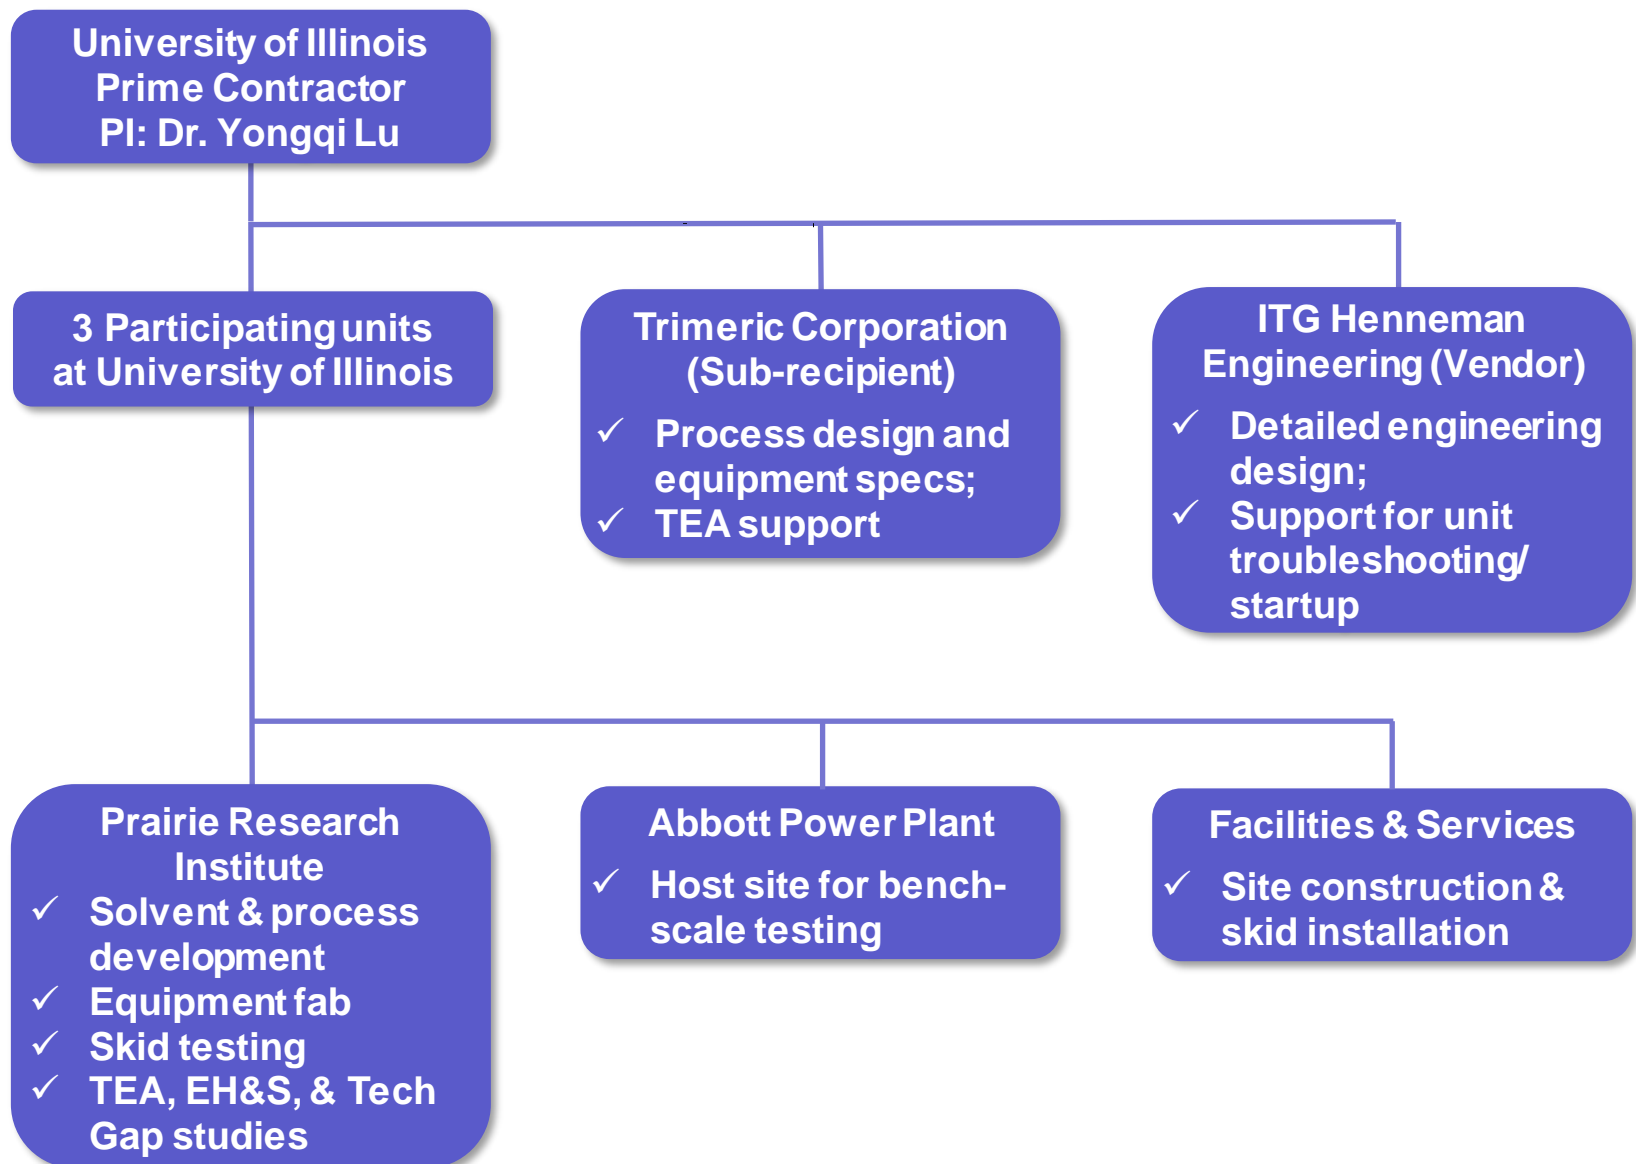 University of Illinois
Prime Contractor
PI: Dr. Yongqi Lu
3 Participating units
at University of Illinois
Trimeric Corporation
(Sub-recipient)
✓ Process design and
equipment specs;
✓ TEA support
ITG Henneman
Engineering (Vendor)
✓ Detailed engineering
design;
✓ Support for unit
troubleshooting/
startup
Prairie Research
Institute
✓ Solvent & process
development
✓ Equipment fab
✓ Skid testing
✓ TEA, EH&S, & Tech
Gap studies
Abbott Power Plant
✓ Host site for bench-
scale testing
Facilities & Services
✓ Site construction &
skid installation